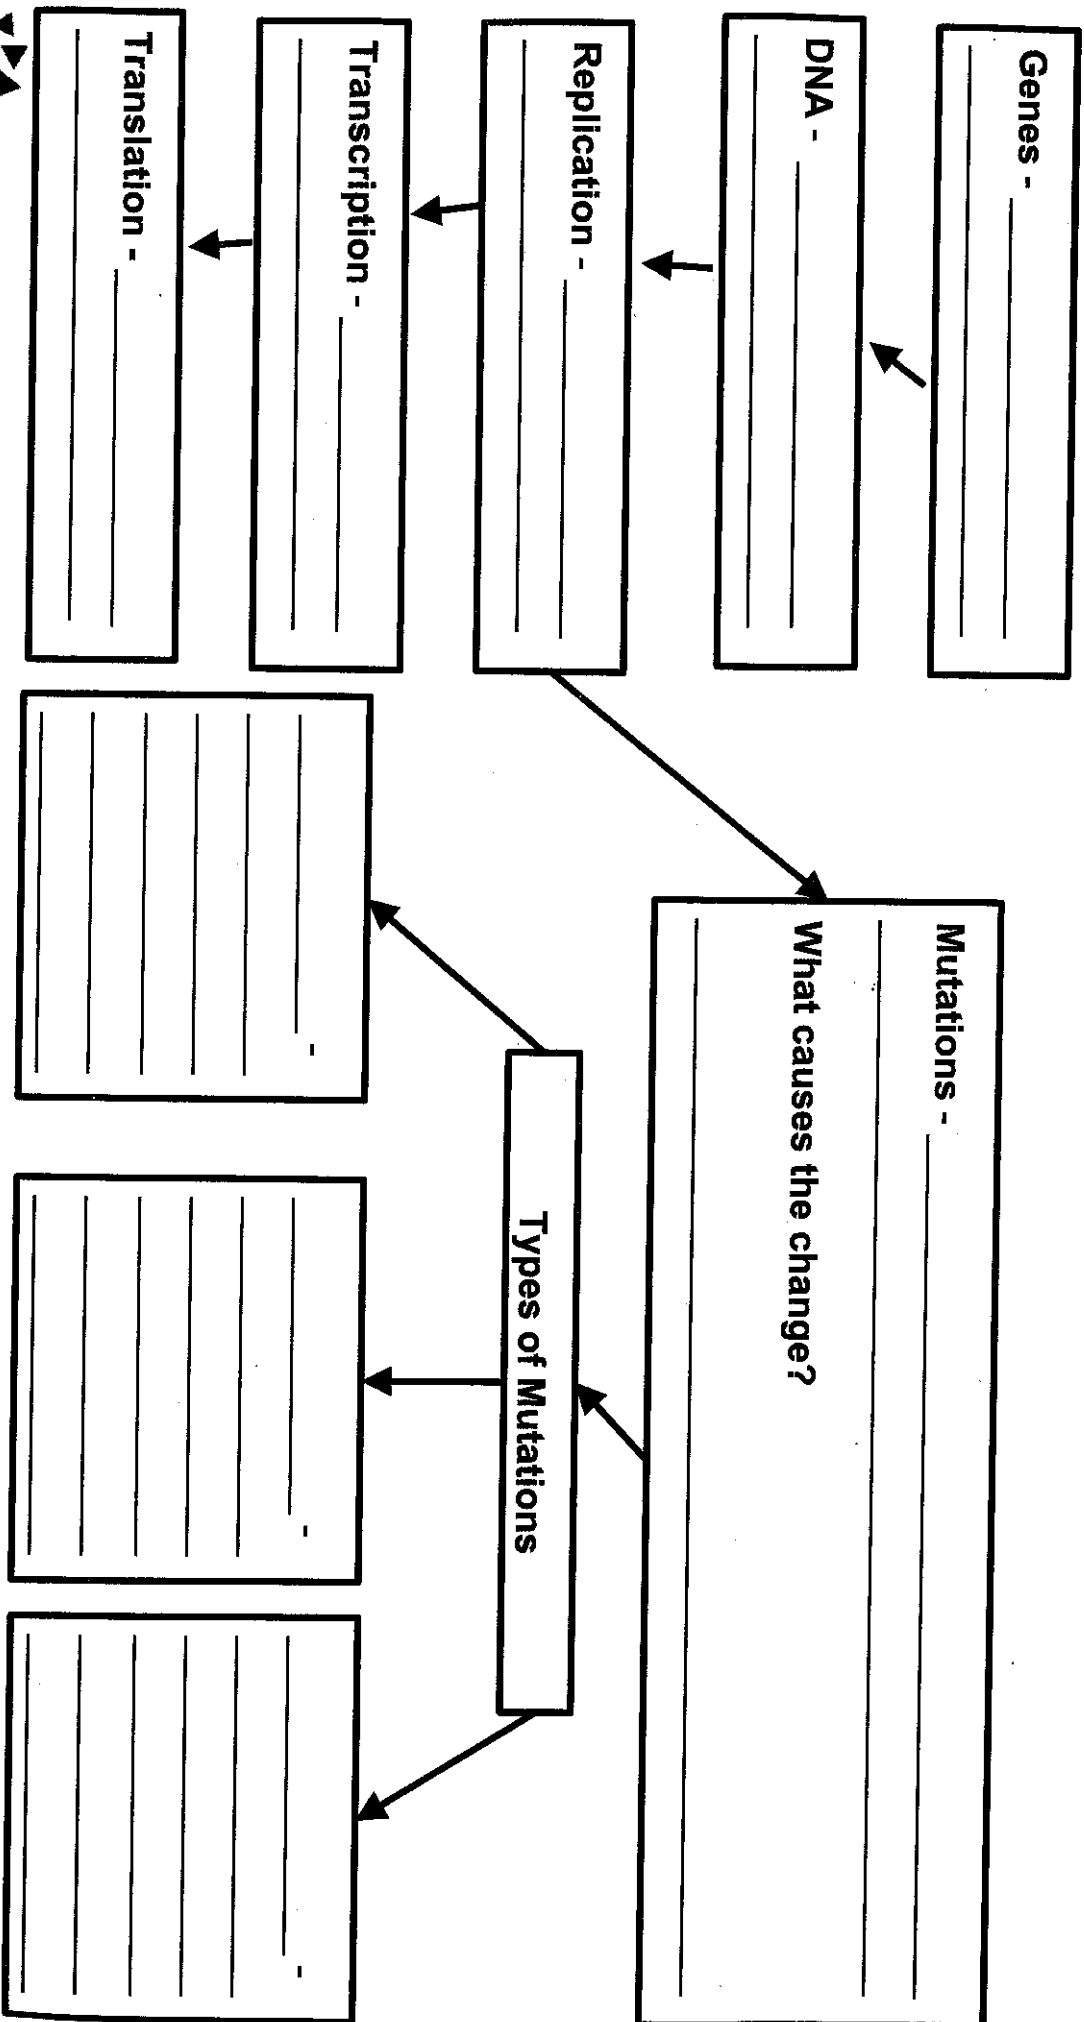 Genes -
DNA -
Replication -
Transcription -
Translation -
Mutations -
What causes the change?
Types of Mutations
-
-
-